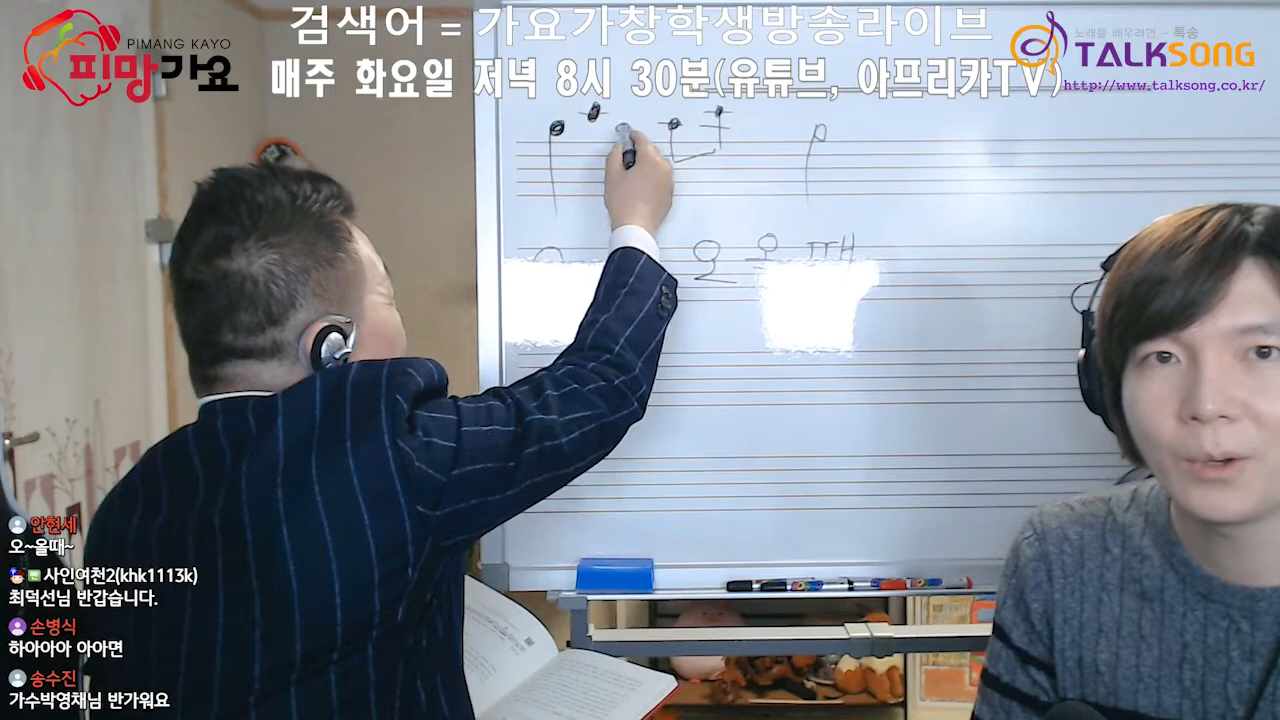 검색어 = 가요가창학생방송라이브
매주 화요일 저녁 8시 30분(유튜브, 아프리카TV)
PIMANG KAYO
피망가요
노래를 배우려면 - 특송
TALKSONG
http://www.talksong.co.kr/
오 오 때
안현세
오~올때~
사인여천2(khk1113k)
최덕선님 반갑습니다.
손병식
하아아아 아아면
송수진
가수박영채님 반가워요